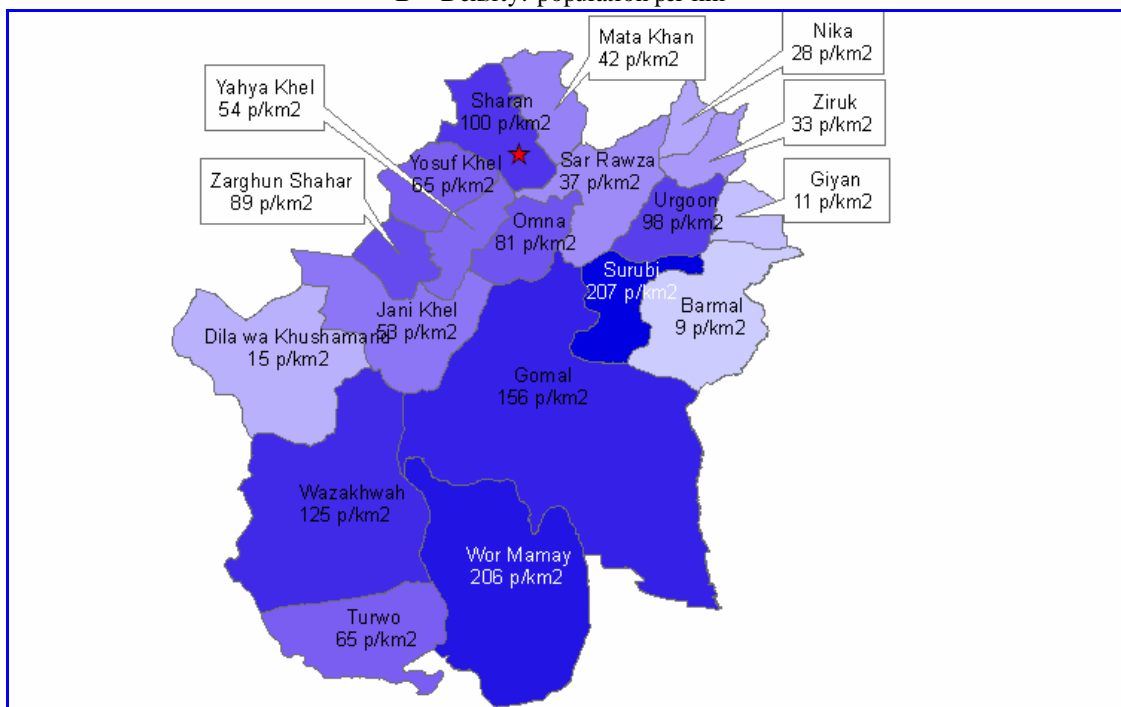 Mata Khan
42 p/km2
Nika
28 p/km2
Yahya Khel
54 p/km2
Sharan
100 p/km2
Ziruk
33 p/km2
Zarghun Shahar
89 p/km2
Yosuf Khel
65 p/km2
Sar Rawza
37 p/km2
Giyan
11 p/km2
Urgoon
98 p/km2
Omna
81 p/km2
Surubi
207 p/km2
Barmal
9 p/km2
Jani Khel
53 p/km2
Dila wa Khushamand
15 p/km2
Gomal
156 p/km2
Wazakhwah
125 p/km2
Wor Mamay
206 p/km2
Turwo
65 p/km2